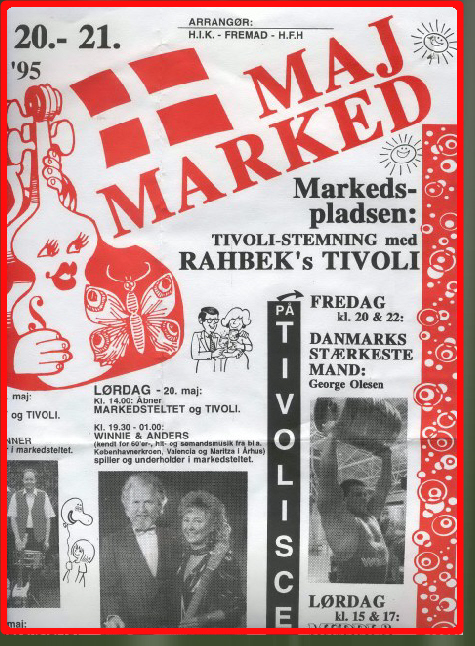 20.- 21.
'95
ARRANGØR:
H.I.K. - FREMAD - H.F.H
MAJ
MARKED
Markeds-
pladsen:
TIVOLI-STEMNING med
RAHBEK's TIVOLI
maj:
og TIVOLI.
NNER
r i markedsteltet.
maj:
LØRDAG - 20. maj:
Kl. 14.00: Åbner
MARKEDSTELTET og TIVOLI.
Kl. 19.30 - 01.00:
WINNIE & ANDERS
(kendt for 60'er-, hit- og sømandsmusik fra bl.a.
Københavnerkroen, Valencia og Naritza i Århus)
spiller og underholder i markedsteltet.
PÅ
TIVOLISCE
FREDAG
kl. 20 & 22:
DANMARKS
STÆRKESTE
MAND:
George Olesen
LØRDAG
kl. 15 & 17: